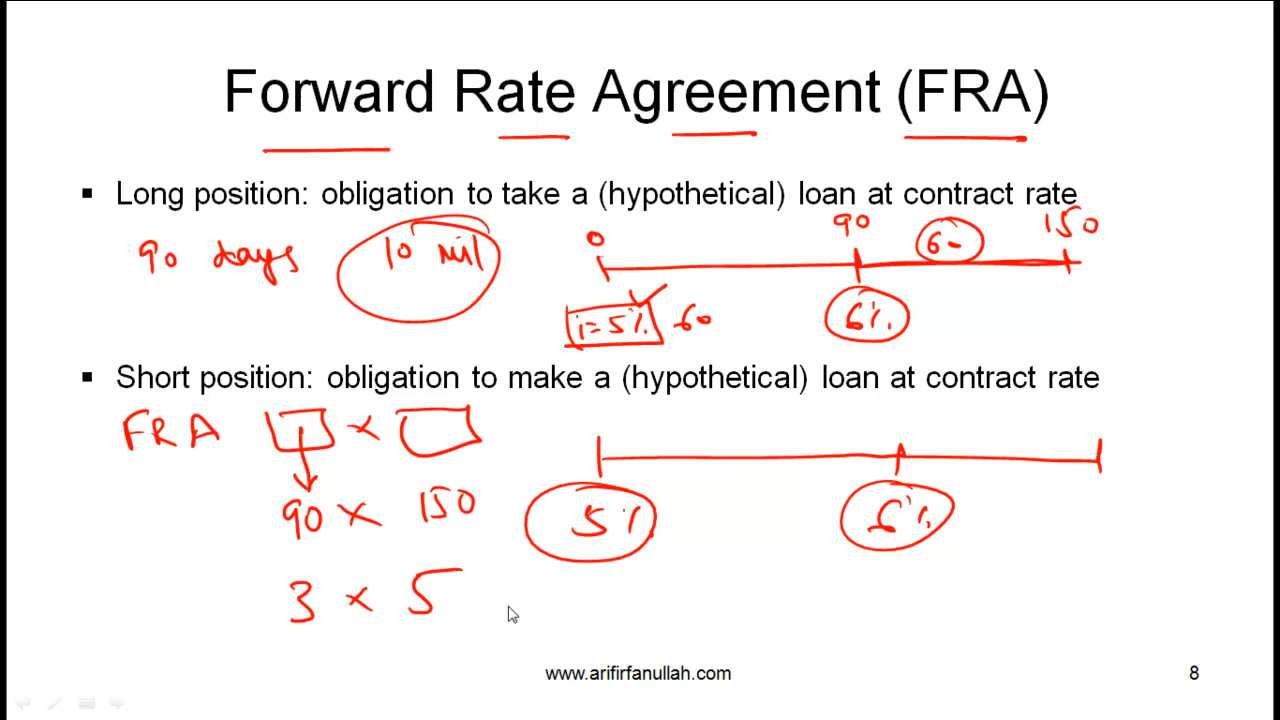 Forward Rate Agreement (FRA)
▪ Long position: obligation to take a (hypothetical) loan at contract rate
90 days 10 mil 0 90 60 150
i=5% 60 6%
▪ Short position: obligation to make a (hypothetical) loan at contract rate
FRA ×
90 × 150 5% 6%
3 × 5
www.arifirfanullah.com 8